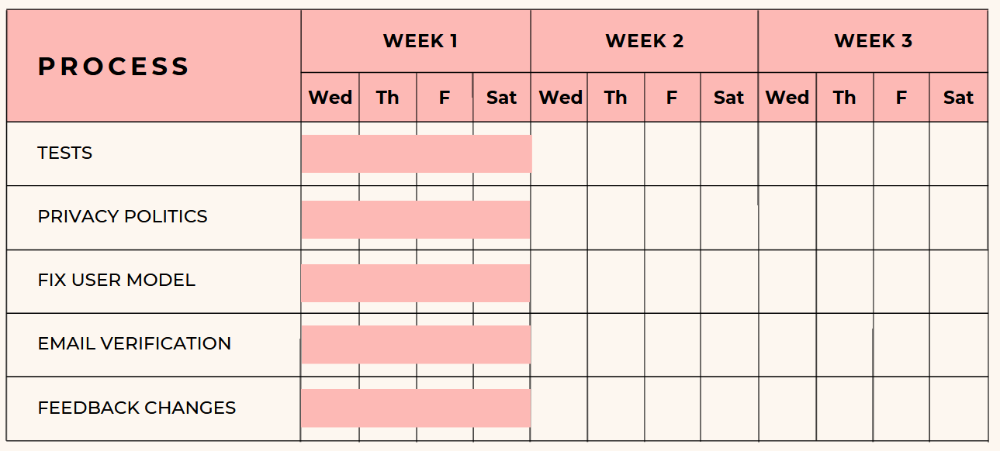 PROCESS
WEEK 1 WEEK 2 WEEK 3
Wed Th F Sat Wed Th F Sat Wed Th F Sat
TESTS
PRIVACY POLITICS
FIX USER MODEL
EMAIL VERIFICATION
FEEDBACK CHANGES